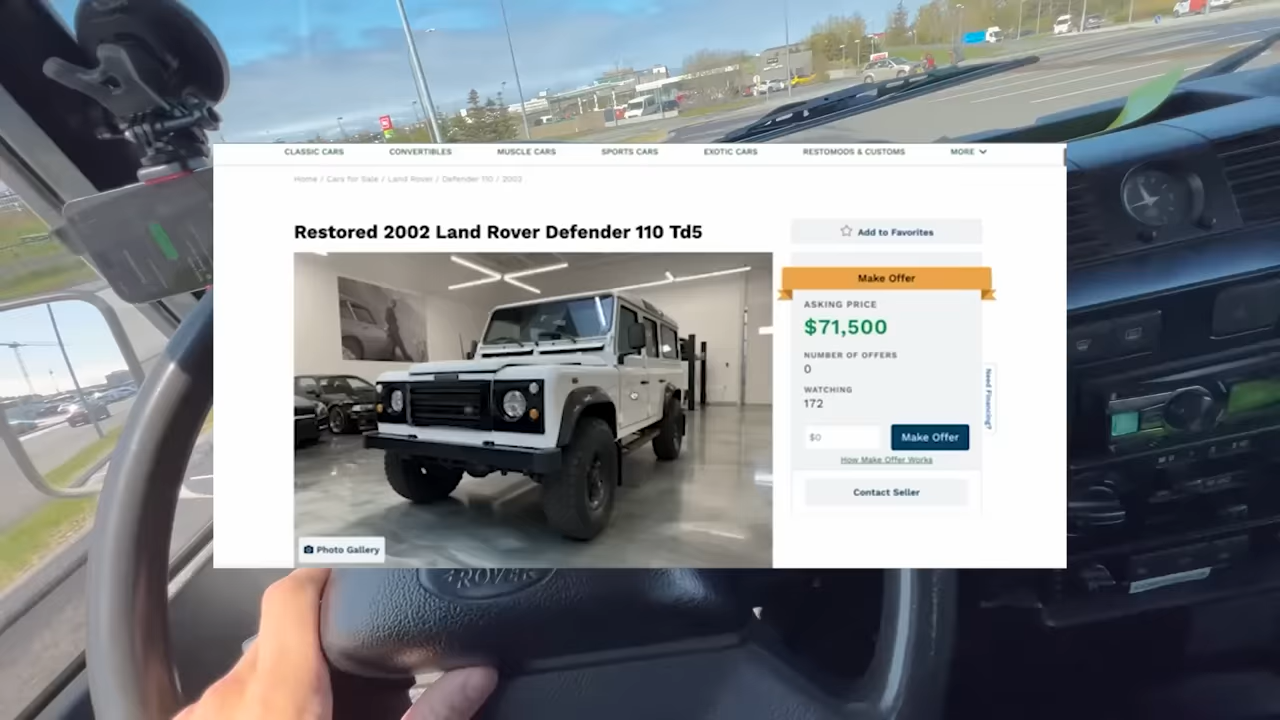 CLASSIC CARS CONVERTIBLES MUSCLE CARS SPORTS CARS EXOTIC CARS RESTOMODS & CUSTOMS MORE
Home / Cars for Sale / Land Rover / Defender 110 / 2003
Restored 2002 Land Rover Defender 110 Td5
Add to Favorites
Make Offer
ASKING PRICE
$71,500
NUMBER OF OFFERS
0
WATCHING
172
$0
Make Offer
How Make Offer Works
Contact Seller
Need Financing?
Photo Gallery
ROVER